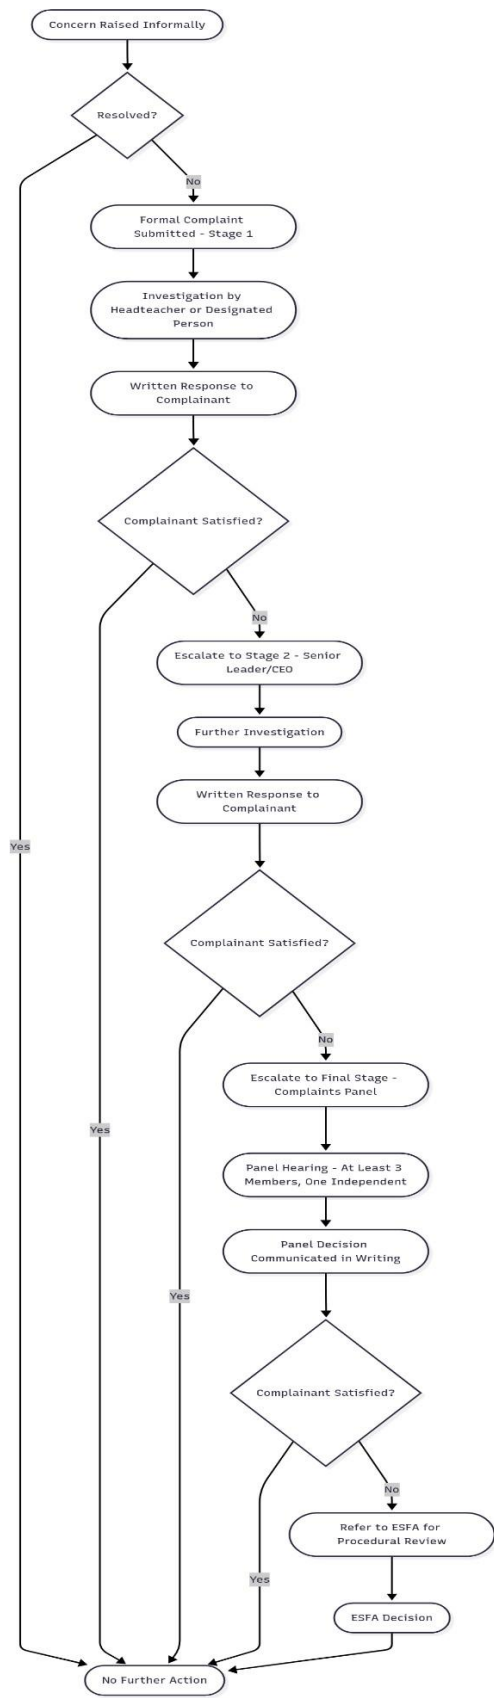 Concern Raised Informally
Resolved?
No
Formal Complaint
Submitted - Stage 1
Investigation by
Headteacher or Designated
Person
Written Response to
Complainant
Complainant Satisfied?
No
Escalate to Stage 2 - Senior
Leader/CEO
Further Investigation
Written Response to
Complainant
Yes
Complainant Satisfied?
No
Escalate to Final Stage -
Complaints Panel
Yes
Panel Hearing - At Least 3
Members, One Independent
Panel Decision
Communicated in Writing
Yes
Complainant Satisfied?
No
Refer to ESFA for
Procedural Review
Yes
ESFA Decision
No Further Action